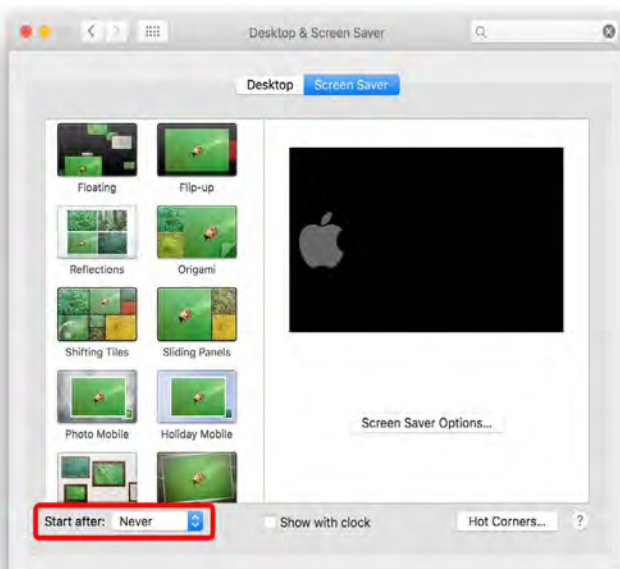 Desktop & Screen Saver
Desktop Screen Saver
Floating Flip-up
Reflections Origami
Shifting Tiles Sliding Panels
Photo Mobile Holiday Mobile
Screen Saver Options...
Start after: Never Show with clock Hot Corners... ?